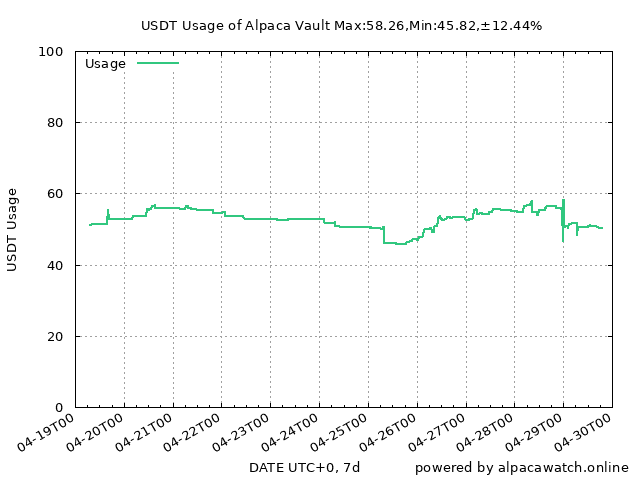 USDT Usage of Alpaca Vault Max:58.26,Min:45.82,±12.44%
Usage
100
80
60
40
20
0
USDT Usage
04-19T00
04-20T00
04-21T00
04-22T00
04-23T00
04-24T00
04-25T00
04-26T00
04-27T00
04-28T00
04-29T00
04-30T00
DATE UTC+0, 7d
powered by alpacawatch.online